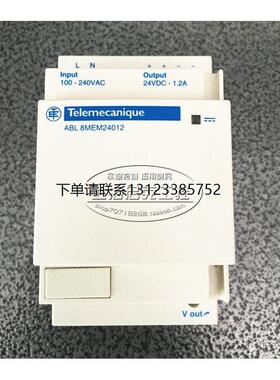 L N + + − −
Input Output
100 - 240VAC 24VDC - 1.2A
Telemecanique
ABL 8MEM24012
下单请联系13123385752
V out